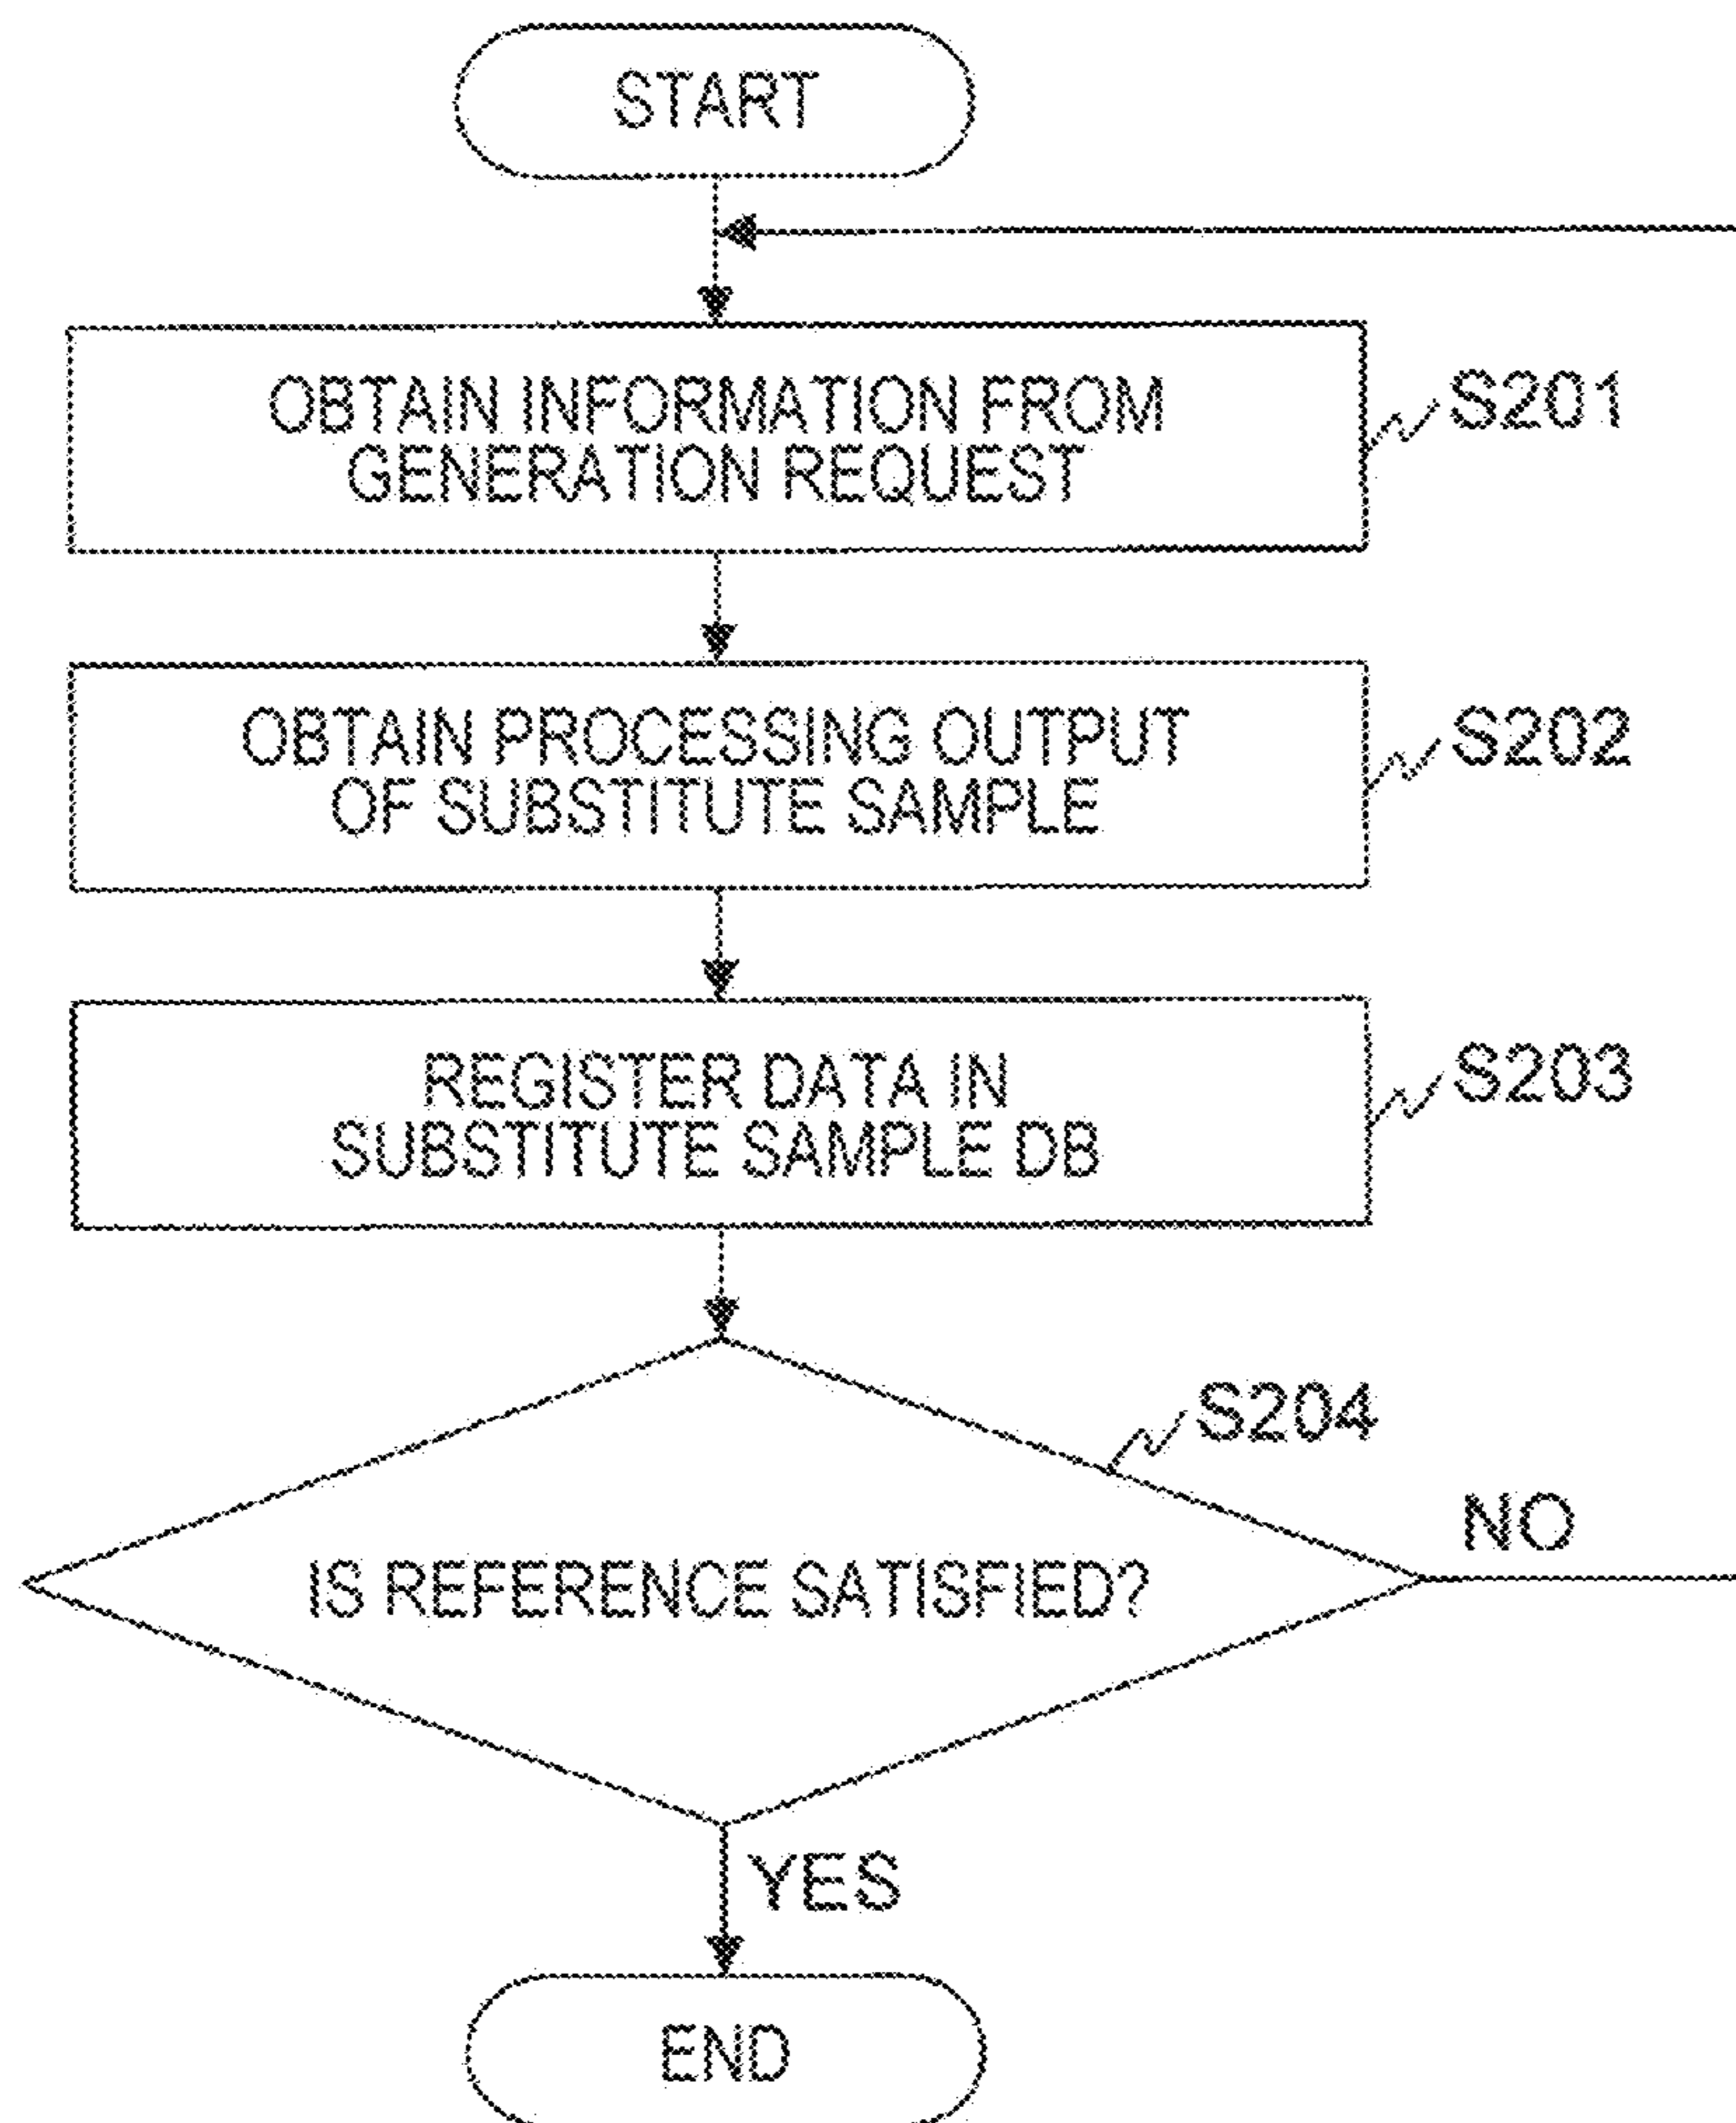 START
OBTAIN INFORMATION FROM
GENERATION REQUEST
S201
OBTAIN PROCESSING OUTPUT
OF SUBSTITUTE SAMPLE
S202
REGISTER DATA IN
SUBSTITUTE SAMPLE DB
S203
S204
IS REFERENCE SATISFIED?
NO
YES
END